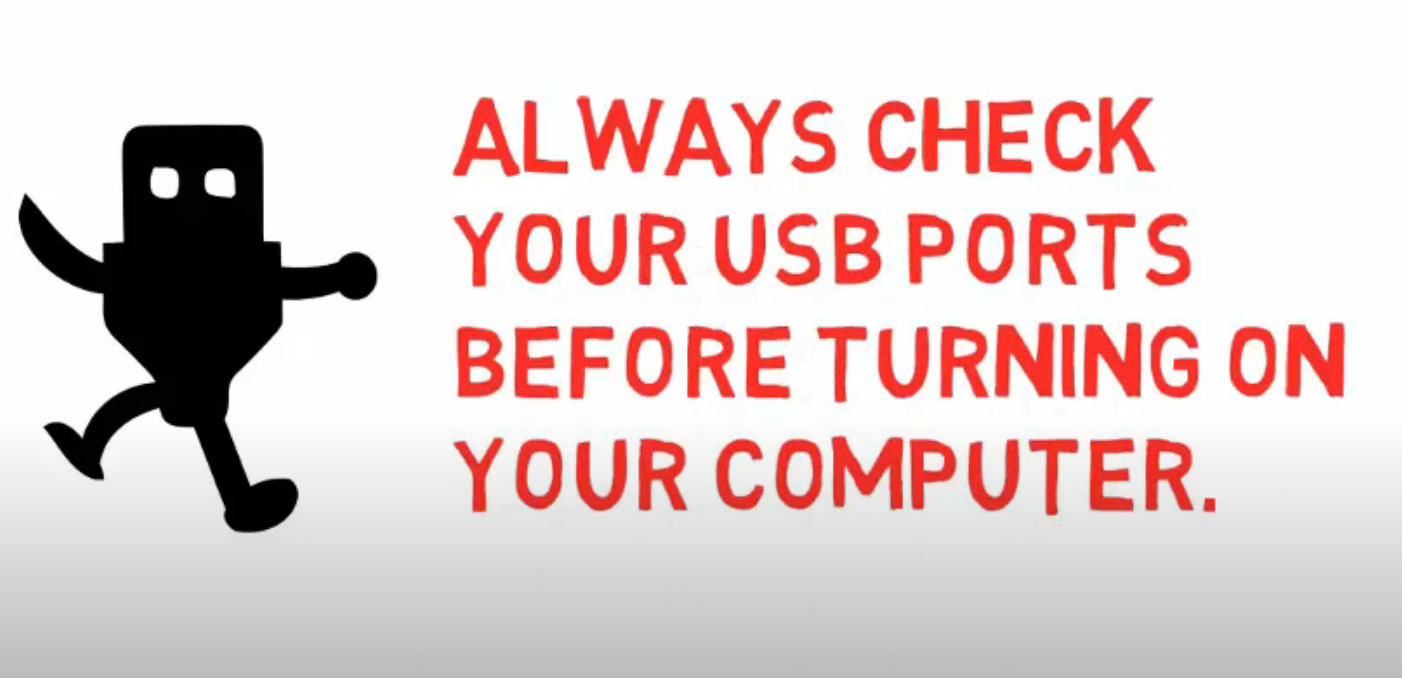 ALWAYS CHECK
YOUR USB PORTS
BEFORE TURNING ON
YOUR COMPUTER.